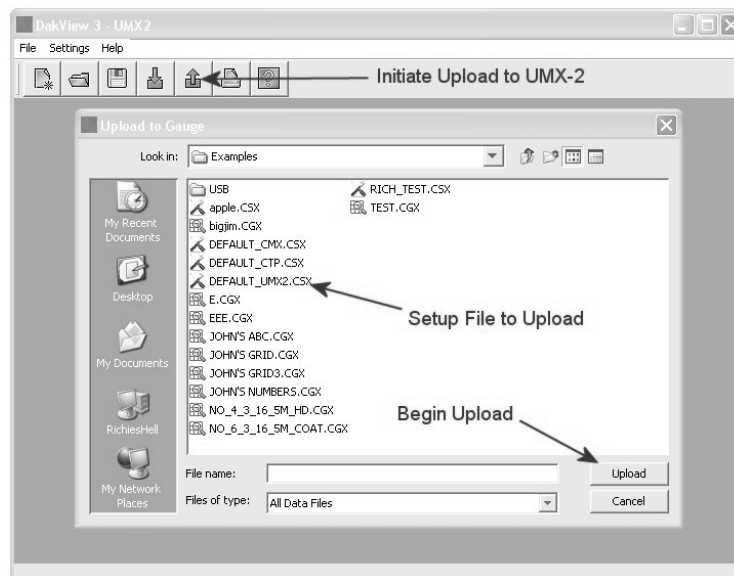 DakView 3 - UMX2
File Settings Help
Initiate Upload to UMX-2
Upload to Gauge
Look in: Examples
USB
apple.CSX
bigjim.CGX
DEFAULT_CMX.CSX
DEFAULT_CTP.CSX
DEFAULT_UMX2.CSX
E.CGX
EEE.CGX
JOHN'S ABC.CGX
JOHN'S GRID.CGX
JOHN'S GRID3.CGX
JOHN'S NUMBERS.CGX
NO_4_3_16_5M_HD.CGX
NO_6_3_16_5M_COAT.CGX
RICH_TEST.CSX
TEST.CGX
My Recent
Documents
Desktop
My Documents
RichiesHell
My Network
Places
Setup File to Upload
Begin Upload
File name:
Upload
Files of type: All Data Files
Cancel